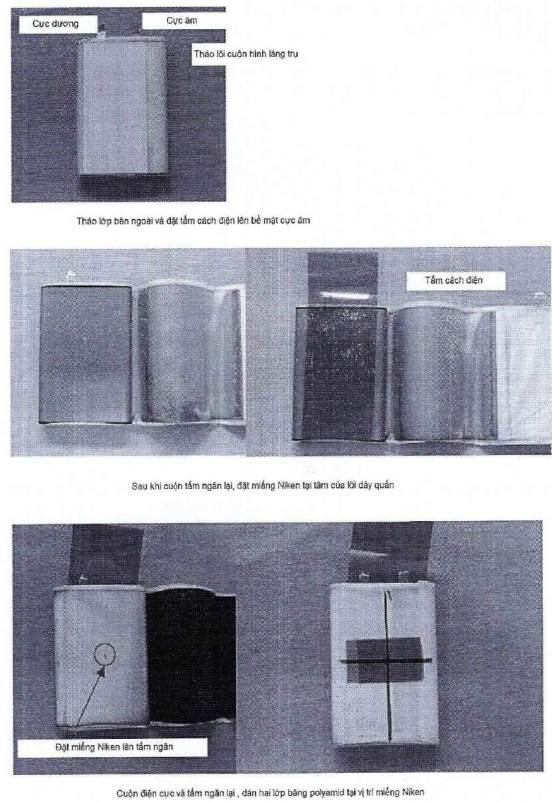 Cực dương
Cực âm
Tháo lõi cuộn hình lăng trụ
Tháo lớp bên ngoài và đặt tấm cách điện lên bề mặt cực âm
Tấm cách điện
Sau khi cuộn tấm ngăn lại, đặt miếng Niken tại tâm của lõi dây quấn
Đặt miếng Niken lên tấm ngăn
Cuộn điện cực và tấm ngăn lại , dán hai lớp băng polyamid tại vị trí miếng Niken